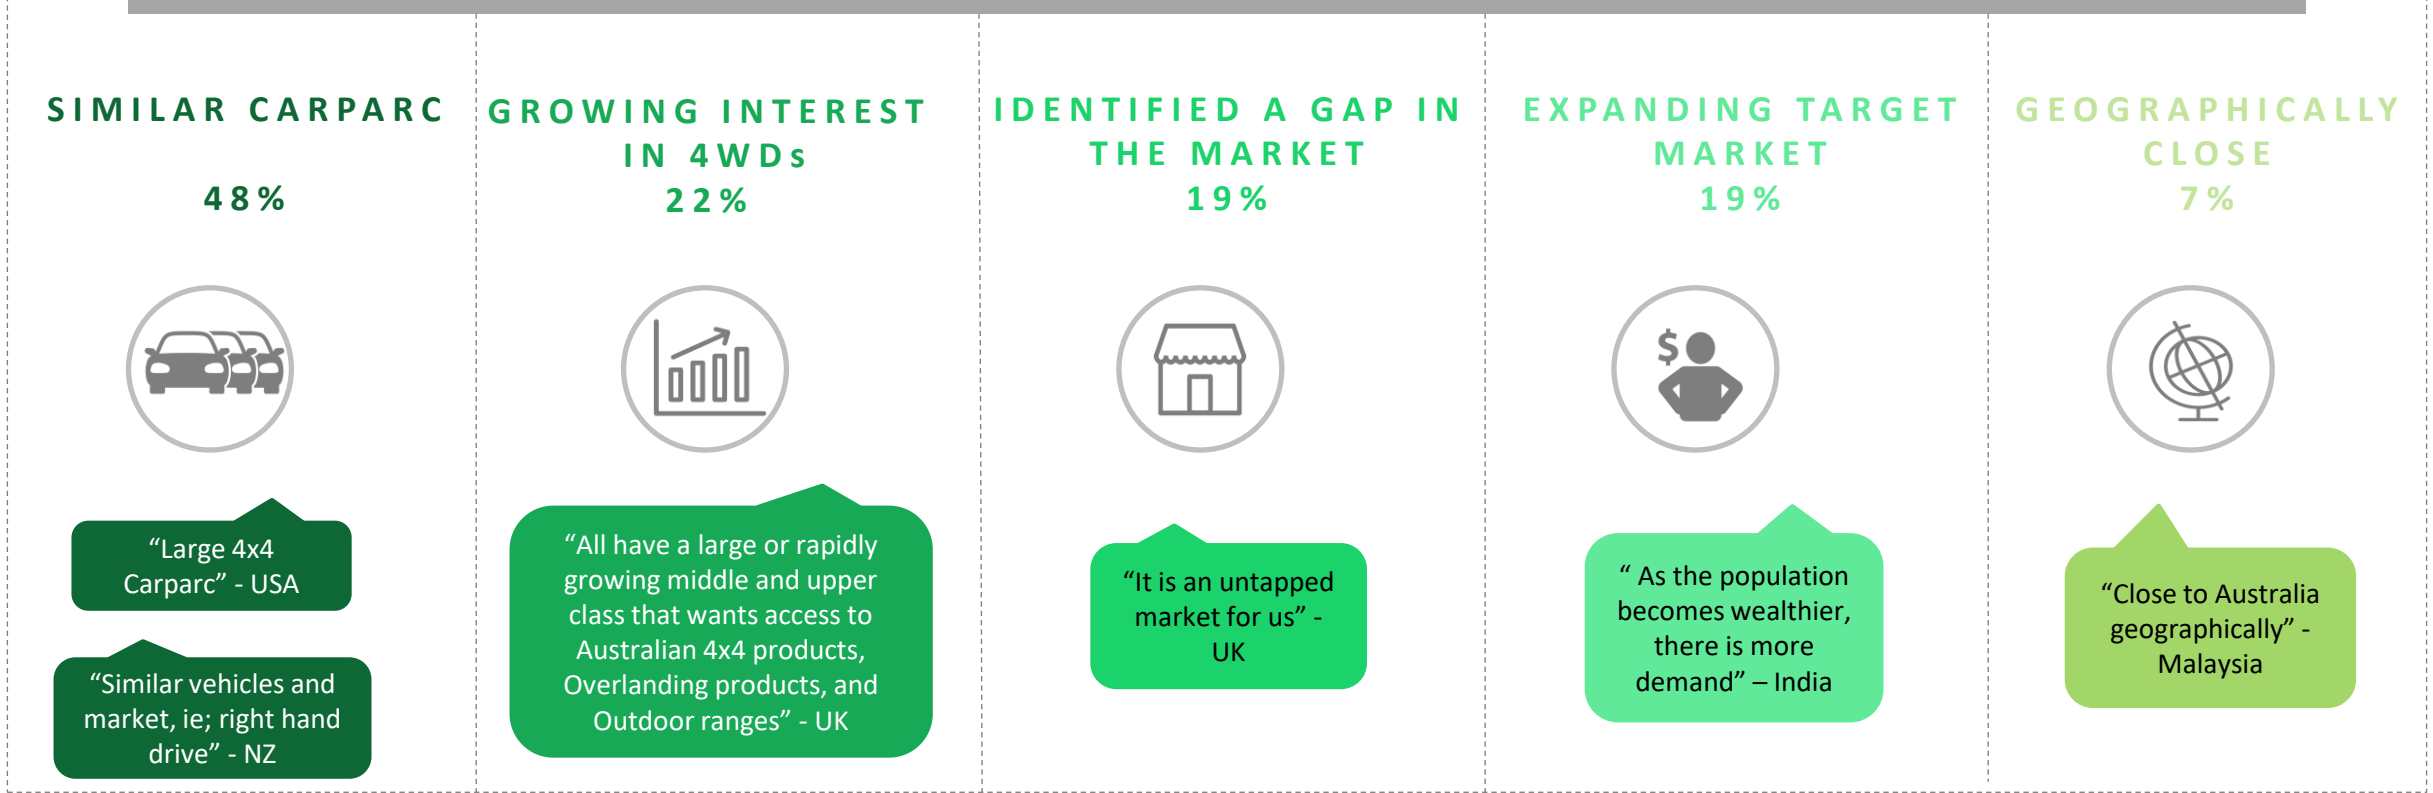 SIMILAR CARPARC
48%
GROWING INTEREST
IN 4WDs
22%
IDENTIFIED A GAP IN
THE MARKET
19%
EXPANDING TARGET
MARKET
19%
GEOGRAPHICALLY
CLOSE
7%
$
“Large 4x4
Carparc” - USA
“Similar vehicles and
market, ie; right hand
drive” - NZ
“All have a large or rapidly
growing middle and upper
class that wants access to
Australian 4x4 products,
Overlanding products, and
Outdoor ranges” - UK
“It is an untapped
market for us” -
UK
“ As the population
becomes wealthier,
there is more
demand” – India
“Close to Australia
geographically” -
Malaysia